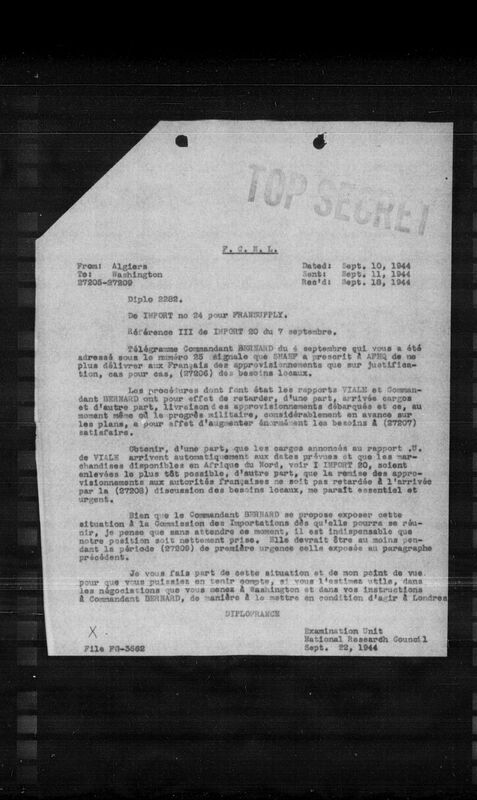 TOP SECRET
F. C. N. L.
From: Algiers Dated: Sept. 10, 1944
To: Washington Sent: Sept. 11, 1944
27205-27209 Rec'd: Sept. 18, 1944
Diplo 2282.
De IMPORT no 24 pour FRANSUPPLY.
Référence III de IMPORT 20 du 7 septembre.
Télégramme Commandant BERNARD du 4 septembre qui vous a été
adressé sous le numéro 25 signale que SHAEF a prescrit à AFHQ de ne
plus délivrer aux Français des approvisionnements que sur justifica-
tion, cas pour cas, (27206) des besoins locaux.
Les procédures dont font état les rapports VIALE et Comman-
dant BERNARD ont pour effet de retarder, d'une part, arrivée cargos
et d'autre part, livraison des approvisionnements débarqués et ce, au
moment même où le progrès militaire, considérablement en avance sur
les plans, a pour effet d'augmenter énormément les besoins à (27207)
satisfaire.
Obtenir, d'une part, que les cargos annoncés au rapport .U.
de VIALE arrivent automatiquement aux dates prévues et que les mar-
chandises disponibles en Afrique du Nord, voir I IMPORT 20, soient
enlevées le plus tôt possible, d'autre part, que la remise des appro-
visionnements aux autorités françaises ne soit pas retardée à l'arrivée
par la (27208) discussion des besoins locaux, me paraît essentiel et
urgent.
Bien que le Commandant BERNARD se propose exposer cette
situation à la Commission des Importations dès qu'elle pourra se réu-
nir, je pense que sans attendre ce moment, il est indispensable que
notre position soit nettement prise. Elle devrait être au moins pen-
dant la période (27209) de première urgence celle exposée au paragraphe
précédent.
Je vous fais part de cette situation et de mon point de vue
pour que vous puissiez en tenir compte, si vous l'estimez utile, dans
les négociations que vous menez à Washington et dans vos instructions
à Commandant BERNARD, de manière à le mettre en condition d'agir à Londres
DIPLOFRANCE
X.
Examination Unit
National Research Council
File FG-3562 Sept. 22, 1944